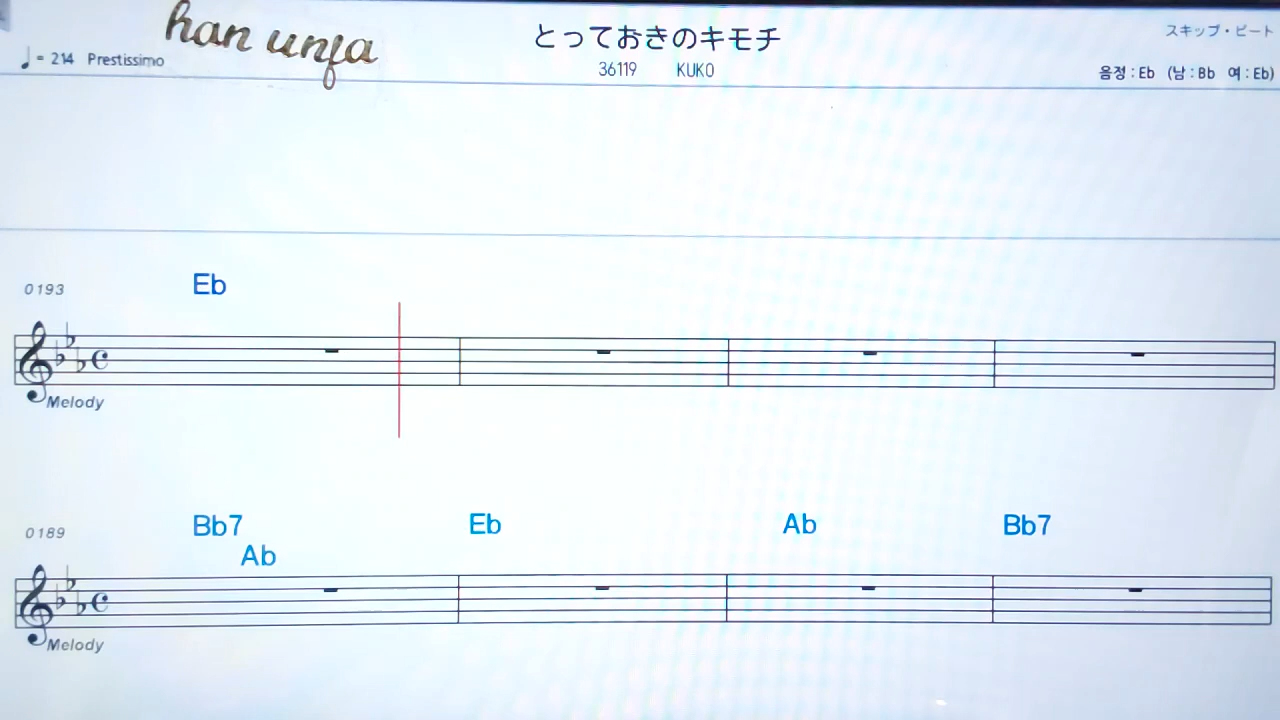 han unfa
とっておきのキモチ
スキップ・ビート
♩ = 214 Prestissimo
36119 KUKO
음정 : Eb (남 : Bb 여 : Eb)
0193
Eb
Melody
0189
Bb7 Eb Ab Bb7
Ab
Melody